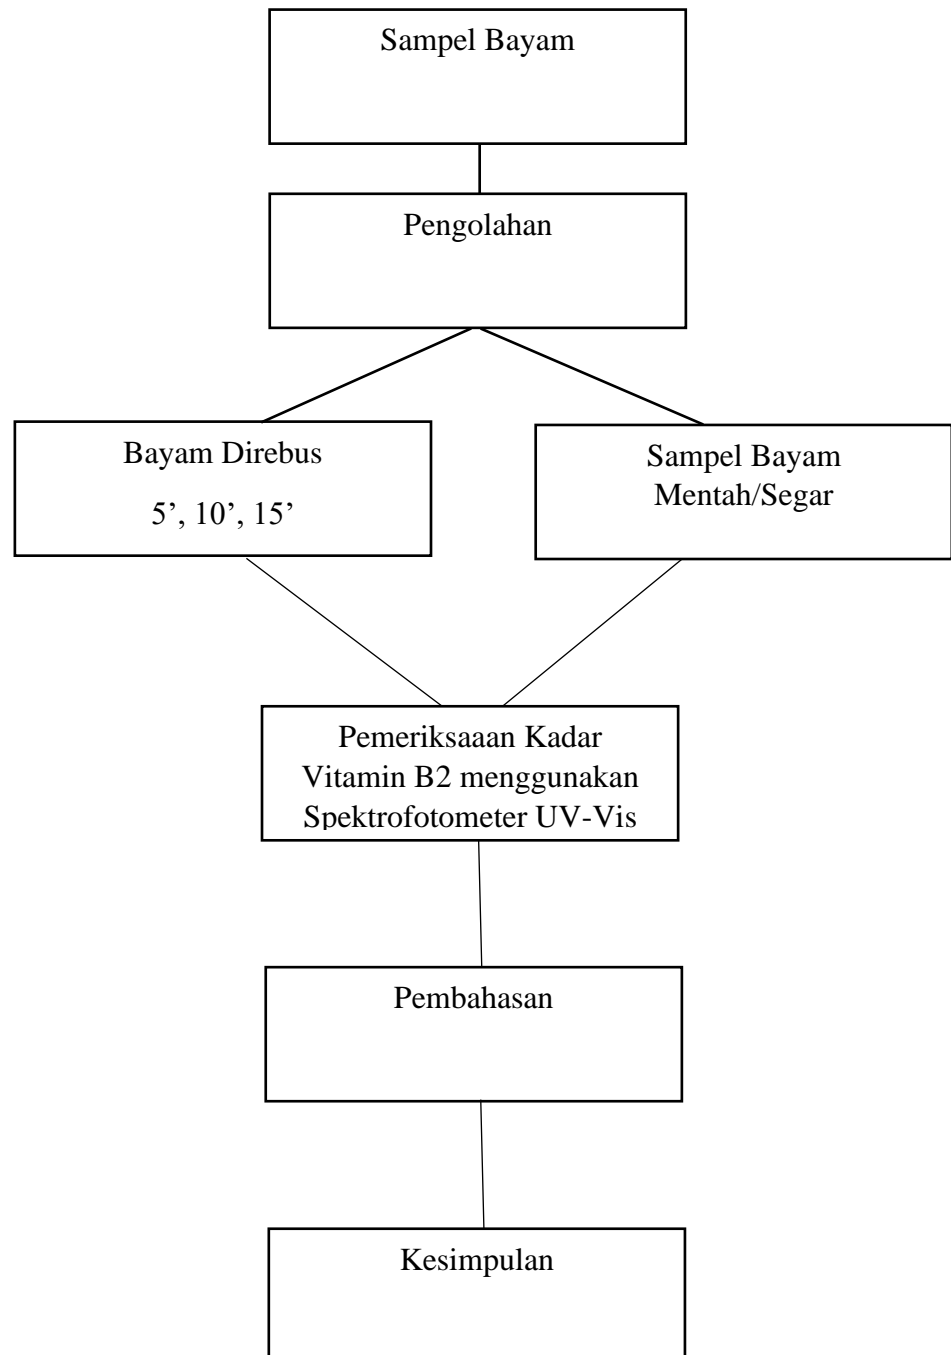 Sampel Bayam
Pengolahan
Bayam Direbus
5’, 10’, 15’
Sampel Bayam
Mentah/Segar
Pemeriksaaan Kadar
Vitamin B2 menggunakan
Spektrofotometer UV-Vis
Pembahasan
Kesimpulan